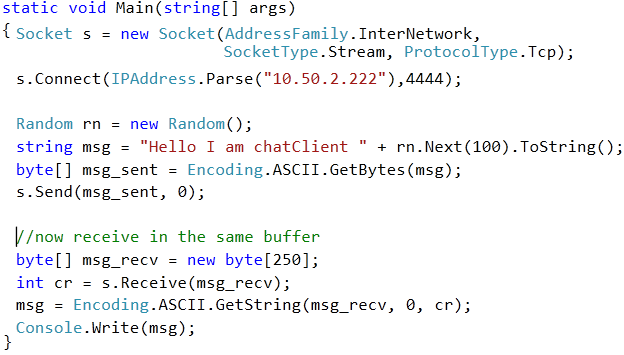 static void Main(string[] args)
{ Socket s = new Socket(AddressFamily.InterNetwork,
SocketType.Stream, ProtocolType.Tcp);
s.Connect(IPAddress.Parse("10.50.2.222"),4444);
Random rn = new Random();
string msg = "Hello I am chatClient " + rn.Next(100).ToString();
byte[] msg_sent = Encoding.ASCII.GetBytes(msg);
s.Send(msg_sent, 0);
//now receive in the same buffer
byte[] msg_recv = new byte[250];
int cr = s.Receive(msg_recv);
msg = Encoding.ASCII.GetString(msg_recv, 0, cr);
Console.Write(msg);
}